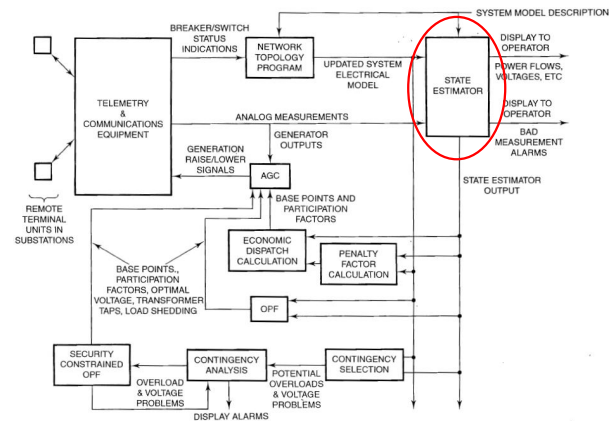 SYSTEM MODEL DESCRIPTION
BREAKER/SWITCH
STATUS
INDICATIONS
NETWORK
TOPOLOGY
PROGRAM
UPDATED SYSTEM
ELECTRICAL
MODEL
STATE
ESTIMATOR
DISPLAY TO
OPERATOR
POWER FLOWS,
VOLTAGES, ETC
DISPLAY TO
OPERATOR
BAD
MEASUREMENT
ALARMS
TELEMETRY
&
COMMUNICATIONS
EQUIPMENT
ANALOG MEASUREMENTS
GENERATOR
OUTPUTS
GENERATION
RAISE/LOWER
SIGNALS
AGC
STATE ESTIMATOR
OUTPUT
REMOTE
TERMINAL
UNITS IN
SUBSTATIONS
BASE POINTS AND
PARTICIPATION
FACTORS
ECONOMIC
DISPATCH
CALCULATION
PENALTY
FACTOR
CALCULATION
BASE POINTS.,
PARTICIPATION
FACTORS, OPTIMAL
VOLTAGE, TRANSFORMER
TAPS, LOAD SHEDDING
OPF
SECURITY
CONSTRAINED
OPF
CONTINGENCY
ANALYSIS
CONTINGENCY
SELECTION
OVERLOAD
& VOLTAGE
PROBLEMS
POTENTIAL
OVERLOADS
& VOLTAGE
PROBLEMS
DISPLAY ALARMS